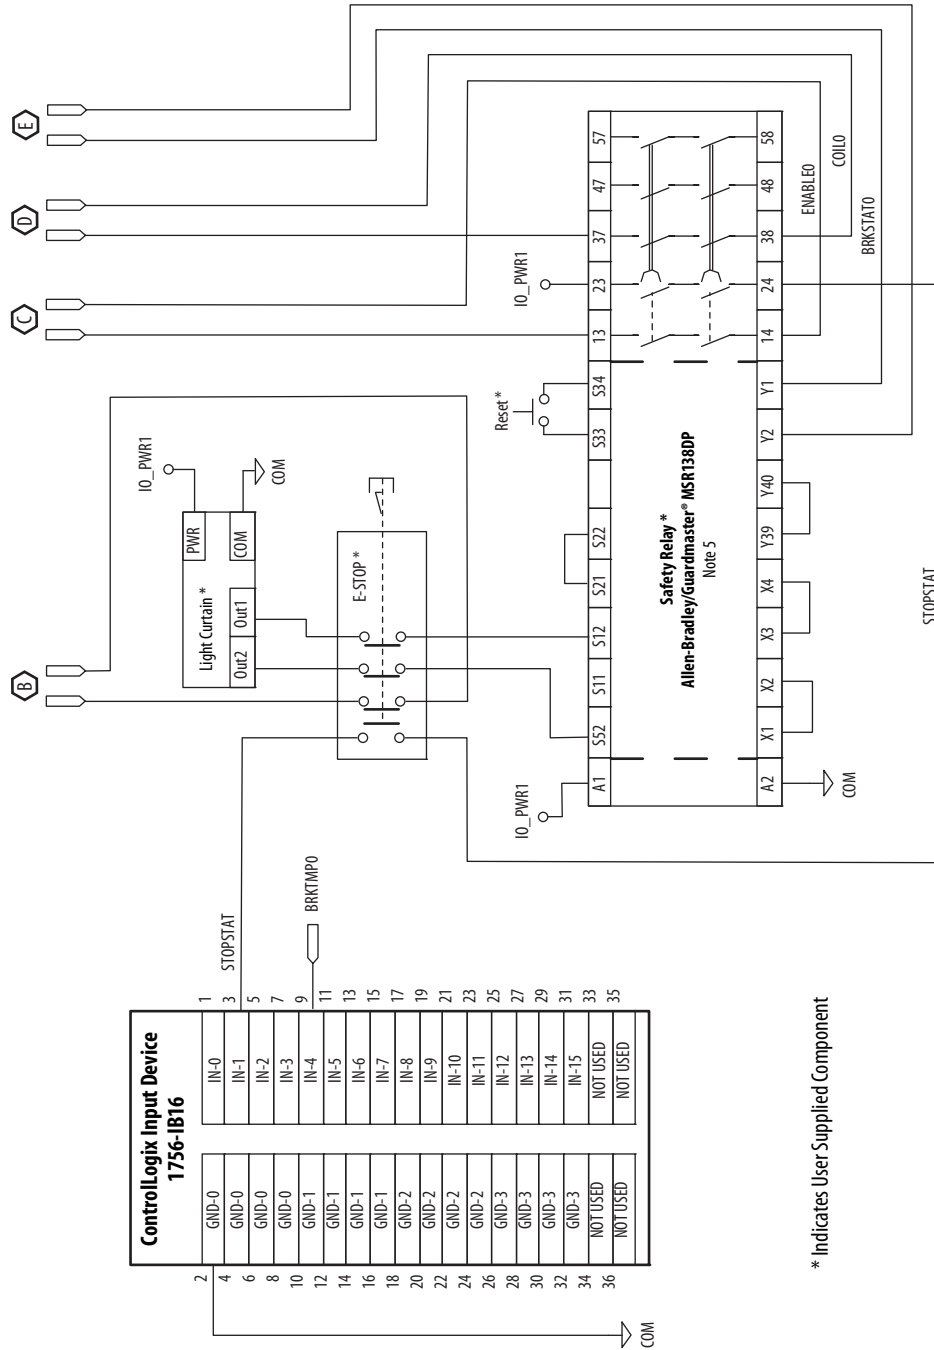 ControlLogix Input Device
1756-IB16
2 GND-0 IN-0 1
4 GND-0 IN-1 3
6 GND-0 IN-2 5
8 GND-0 IN-3 7
10 GND-1 IN-4 9
12 GND-1 IN-5 11
14 GND-1 IN-6 13
16 GND-1 IN-7 15
18 GND-2 IN-8 17
20 GND-2 IN-9 19
22 GND-2 IN-10 21
24 GND-2 IN-11 23
26 GND-3 IN-12 25
28 GND-3 IN-13 27
30 GND-3 IN-14 29
32 GND-3 IN-15 31
34 NOT USED NOT USED 33
36 NOT USED NOT USED 35
COM
STOPSTAT
BRKTMP0
B
C
D
E
IO_PWR1
PWR
COM
COM
Light Curtain *
Out2 Out1
E-STOP *
Reset *
IO_PWR1
IO_PWR1
A1 S52 S11 S12 S21 S22 S33 S34 13 23 37 47 57
Safety Relay *
Allen-Bradley/Guardmaster® MSR138DP
Note 5
A2 X1 X2 X3 X4 Y39 Y40 Y2 Y1 14 24 38 48 58
COM
ENABLE0
COIL0
BRKSTAT0
STOPSTAT
* Indicates User Supplied Component